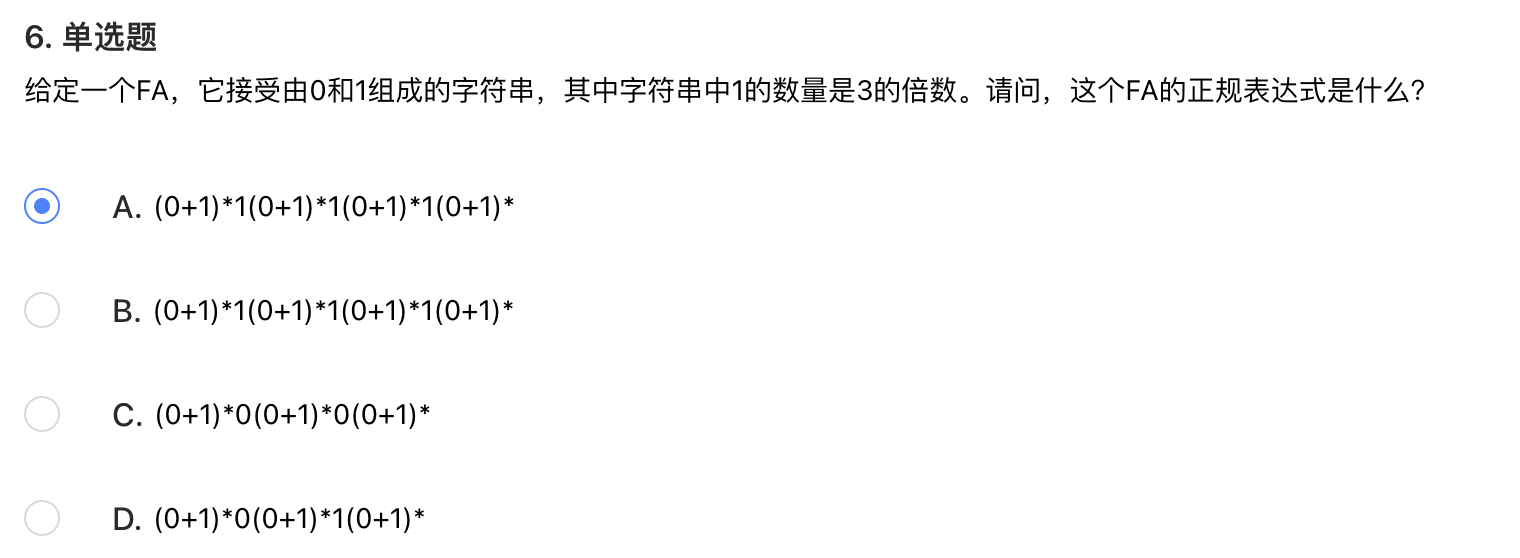 6. 单选题
给定一个FA，它接受由0和1组成的字符串，其中字符串中1的数量是3的倍数。请问，这个FA的正规表达式是什么？
A. (0+1)*1(0+1)*1(0+1)*1(0+1)*
B. (0+1)*1(0+1)*1(0+1)*1(0+1)*
C. (0+1)*0(0+1)*0(0+1)*
D. (0+1)*0(0+1)*1(0+1)*